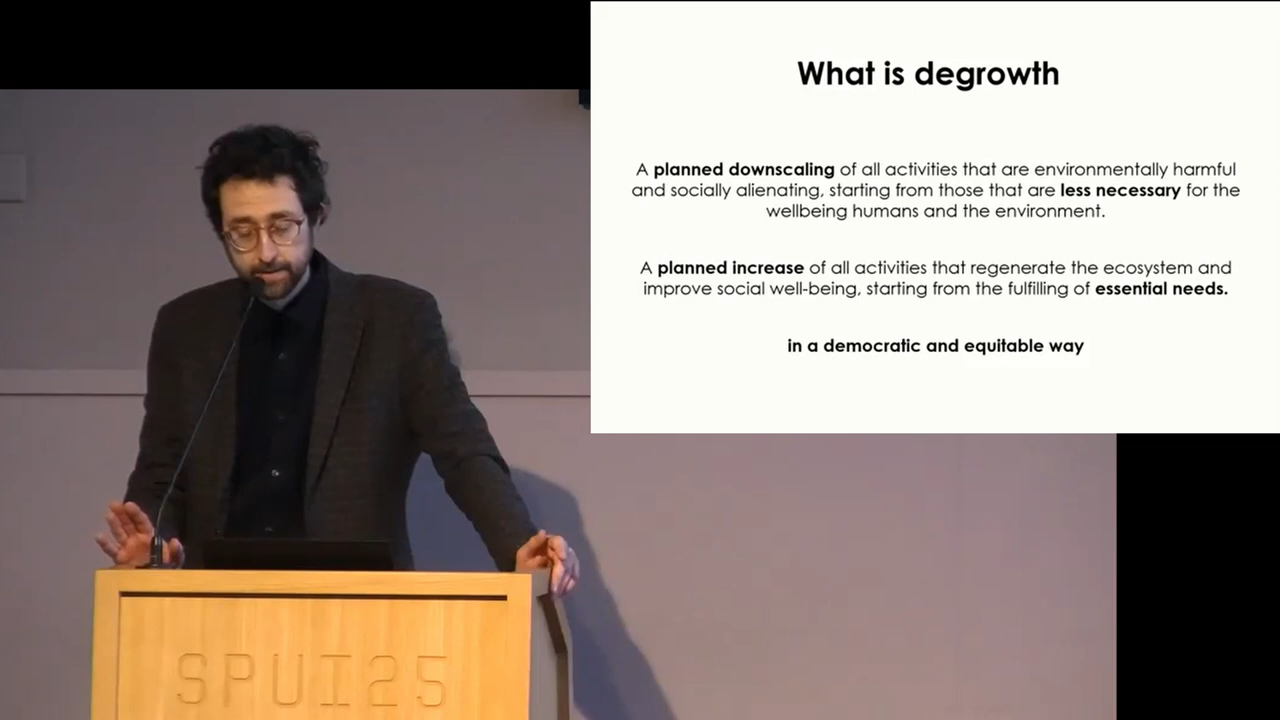 What is degrowth
A planned downscaling of all activities that are environmentally harmful
and socially alienating, starting from those that are less necessary for the
wellbeing humans and the environment.
A planned increase of all activities that regenerate the ecosystem and
improve social well-being, starting from the fulfilling of essential needs.
in a democratic and equitable way
SPUI25